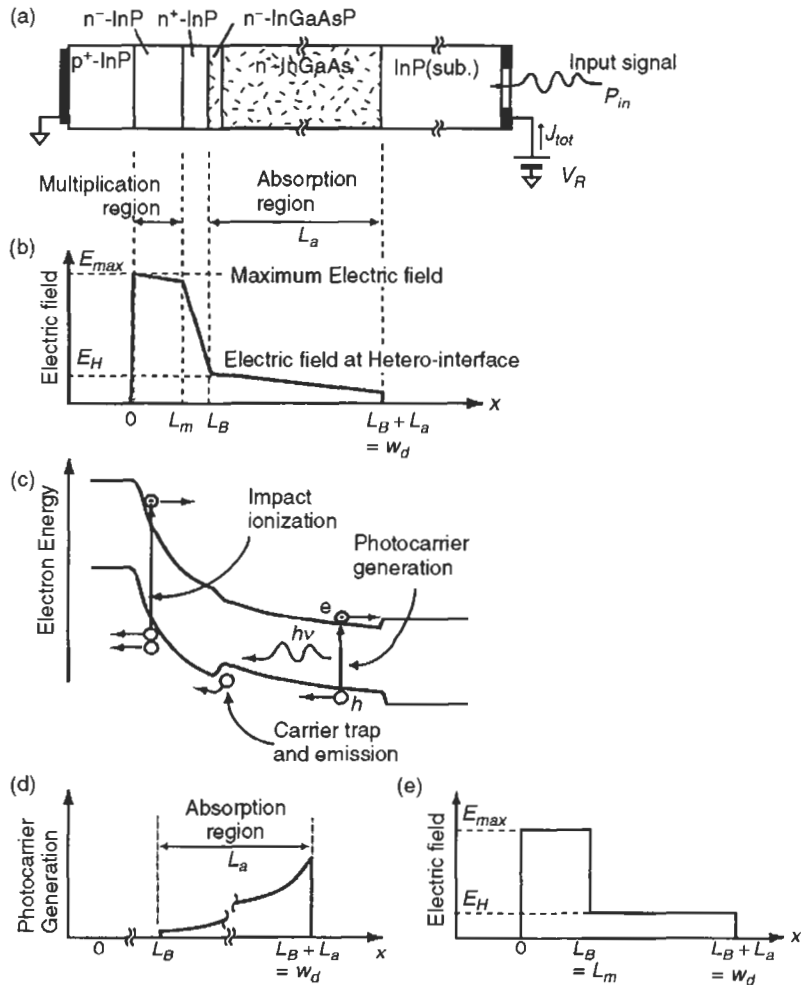 (a)
n⁻-InP n⁺-InP n⁻-InGaAsP
p⁺-InP
n⁻-InGaAs
InP(sub.)
Input signal
P_in
J_tot
V_R
Multiplication
region
Absorption
region
L_a
(b)
Electric field
E_max
Maximum Electric field
E_H
Electric field at Hetero-interface
0 L_m L_B L_B + L_a x
= w_d
(c)
Electron Energy
Impact
ionization
Photocarrier
generation
e
hν
h
Carrier trap
and emission
(d)
Photocarrier
Generation
Absorption
region
L_a
0 L_B L_B + L_a x
= w_d
(e)
Electric field
E_max
E_H
0 L_B L_B + L_a x
= L_m = w_d